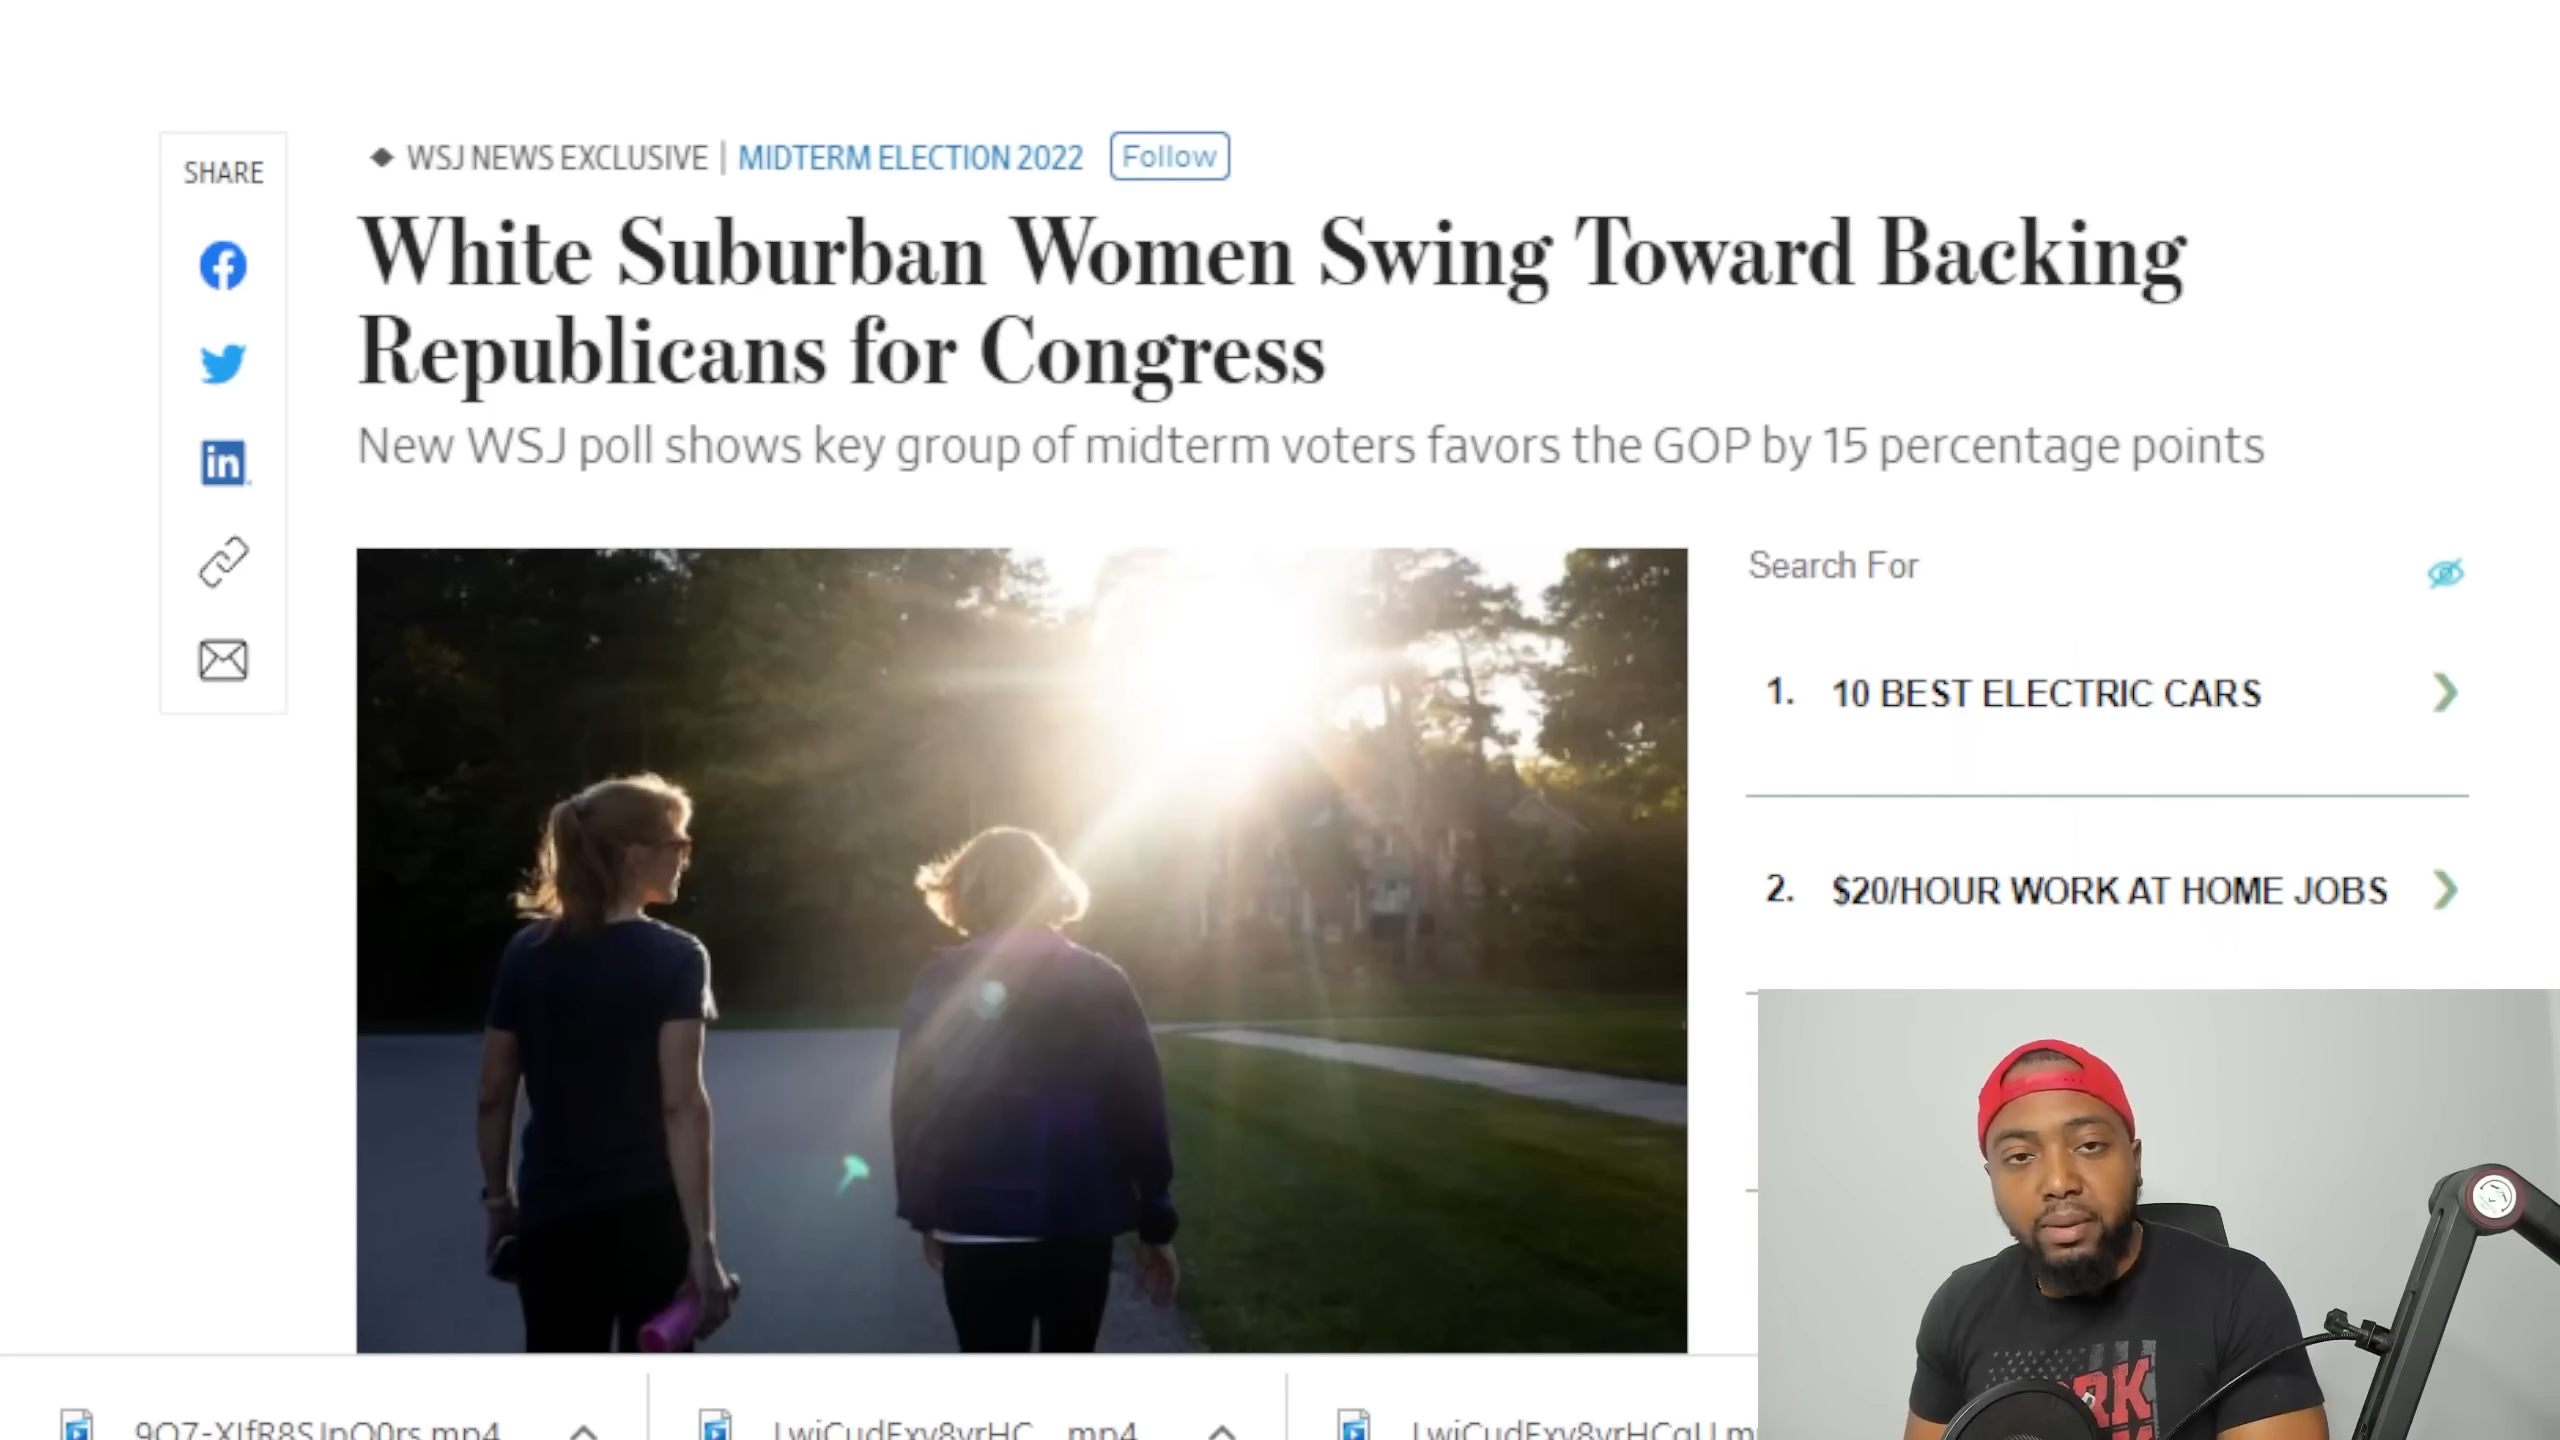 SHARE
WSJ NEWS EXCLUSIVE | MIDTERM ELECTION 2022 Follow
White Suburban Women Swing Toward Backing
Republicans for Congress
New WSJ poll shows key group of midterm voters favors the GOP by 15 percentage points
in
Search For
1. 10 BEST ELECTRIC CARS
2. $20/HOUR WORK AT HOME JOBS
RK